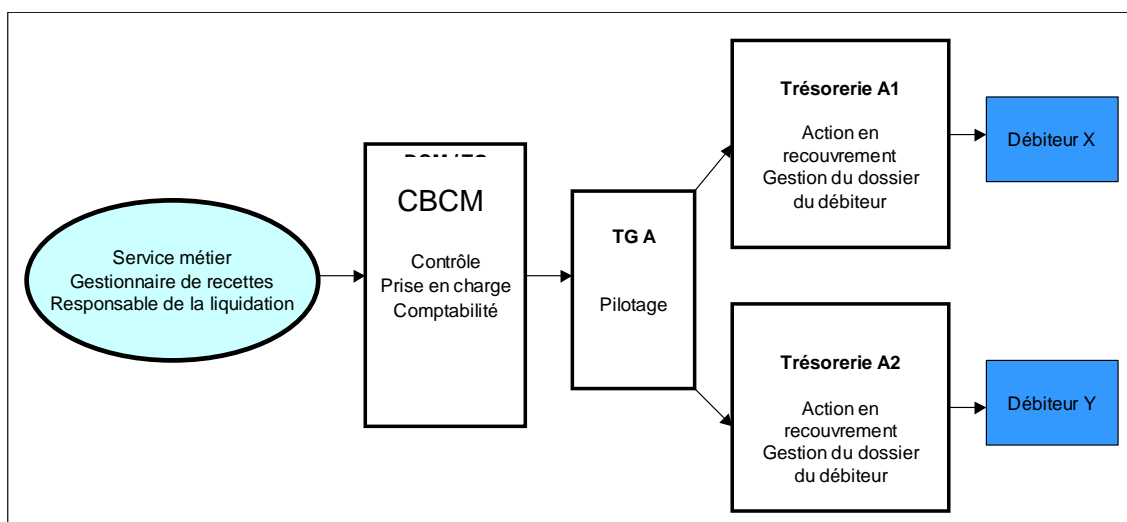 Service métier
Gestionnaire de recettes
Responsable de la liquidation
CBCM
Contrôle
Prise en charge
Comptabilité
TG A
Pilotage
Trésorerie A1
Action en
recouvrement
Gestion du dossier
du débiteur
Débiteur X
Trésorerie A2
Action en
recouvrement
Gestion du dossier
du débiteur
Débiteur Y